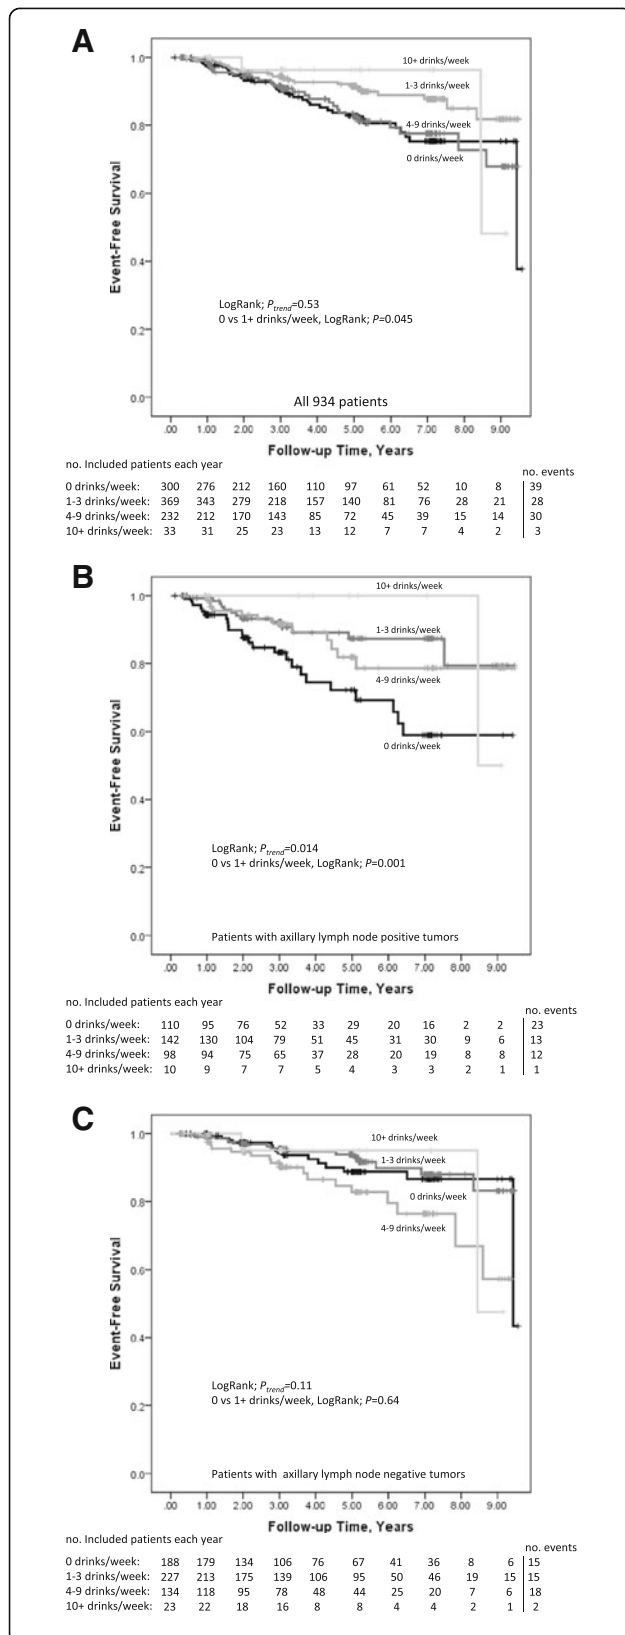 A
1.0
0.8
0.6
0.4
0.2
0.0
Event-Free Survival
10+ drinks/week
1-3 drinks/week
4-9 drinks/week
0 drinks/week
LogRank; Ptrend=0.53
0 vs 1+ drinks/week, LogRank; P=0.045
All 934 patients
.00 1.00 2.00 3.00 4.00 5.00 6.00 7.00 8.00 9.00
Follow-up Time, Years
no. Included patients each year
no. events
0 drinks/week: 300 276 212 160 110 97 61 52 10 8 39
1-3 drinks/week: 369 343 279 218 157 140 81 76 28 21 28
4-9 drinks/week: 232 212 170 143 85 72 45 39 15 14 30
10+ drinks/week: 33 31 25 23 13 12 7 7 4 2 3
B
1.0
0.8
0.6
0.4
0.2
0.0
Event-Free Survival
10+ drinks/week
1-3 drinks/week
4-9 drinks/week
0 drinks/week
LogRank; Ptrend=0.014
0 vs 1+ drinks/week, LogRank; P=0.001
Patients with axillary lymph node positive tumors
.00 1.00 2.00 3.00 4.00 5.00 6.00 7.00 8.00 9.00
Follow-up Time, Years
no. Included patients each year
no. events
0 drinks/week: 110 95 76 52 33 29 20 16 2 2 23
1-3 drinks/week: 142 130 104 79 51 45 31 30 9 6 13
4-9 drinks/week: 98 94 75 65 37 28 20 19 8 8 12
10+ drinks/week: 10 9 7 7 5 4 3 3 2 1 1
C
1.0
0.8
0.6
0.4
0.2
0.0
Event-Free Survival
10+ drinks/week
1-3 drinks/week
0 drinks/week
4-9 drinks/week
LogRank; Ptrend=0.11
0 vs 1+ drinks/week, LogRank; P=0.64
Patients with axillary lymph node negative tumors
.00 1.00 2.00 3.00 4.00 5.00 6.00 7.00 8.00 9.00
Follow-up Time, Years
no. Included patients each year
no. events
0 drinks/week: 188 179 134 106 76 67 41 36 8 6 15
1-3 drinks/week: 227 213 175 139 106 95 50 46 19 15 15
4-9 drinks/week: 134 118 95 78 48 44 25 20 7 6 18
10+ drinks/week: 23 22 18 16 8 8 4 4 2 1 2